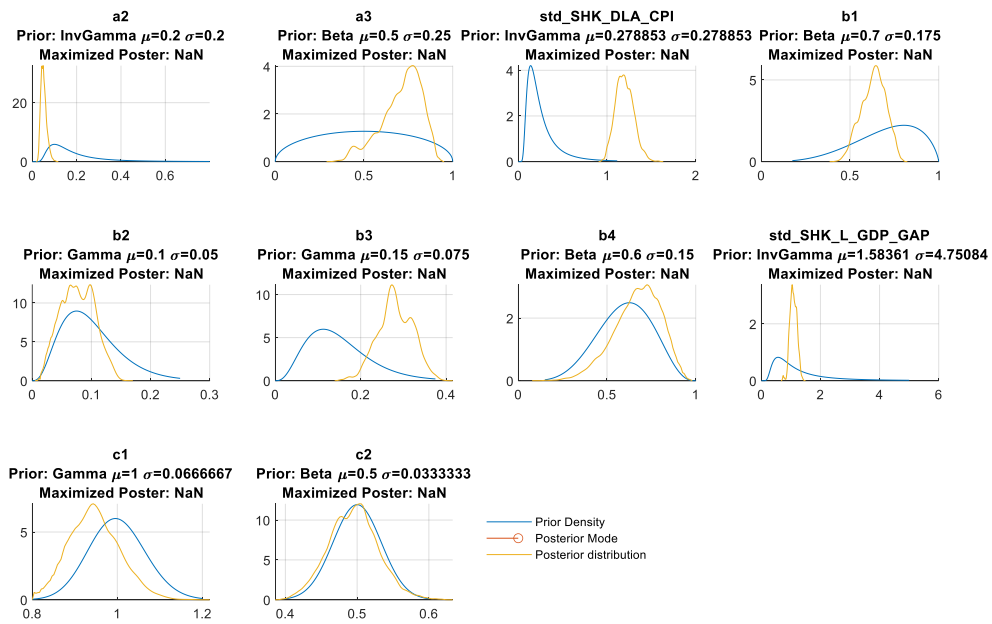 a2
Prior: InvGamma μ=0.2 σ=0.2
Maximized Poster: NaN
20
0
0
0.2
0.4
0.6
a3
Prior: Beta μ=0.5 σ=0.25
Maximized Poster: NaN
4
2
0
0
0.5
1
std_SHK_DLA_CPI
Prior: InvGamma μ=0.278853 σ=0.278853
Maximized Poster: NaN
4
2
0
0
1
2
b1
Prior: Beta μ=0.7 σ=0.175
Maximized Poster: NaN
5
0
0
0.5
1
b2
Prior: Gamma μ=0.1 σ=0.05
Maximized Poster: NaN
10
5
0
0
0.1
0.2
0.3
b3
Prior: Gamma μ=0.15 σ=0.075
Maximized Poster: NaN
10
5
0
0
0.2
0.4
b4
Prior: Beta μ=0.6 σ=0.15
Maximized Poster: NaN
2
0
0
0.5
1
std_SHK_L_GDP_GAP
Prior: InvGamma μ=1.58361 σ=4.75084
Maximized Poster: NaN
2
0
0
2
4
6
c1
Prior: Gamma μ=1 σ=0.0666667
Maximized Poster: NaN
5
0
0.8
1
1.2
c2
Prior: Beta μ=0.5 σ=0.0333333
Maximized Poster: NaN
10
5
0
0.4
0.5
0.6
Prior Density
Posterior Mode
Posterior distribution